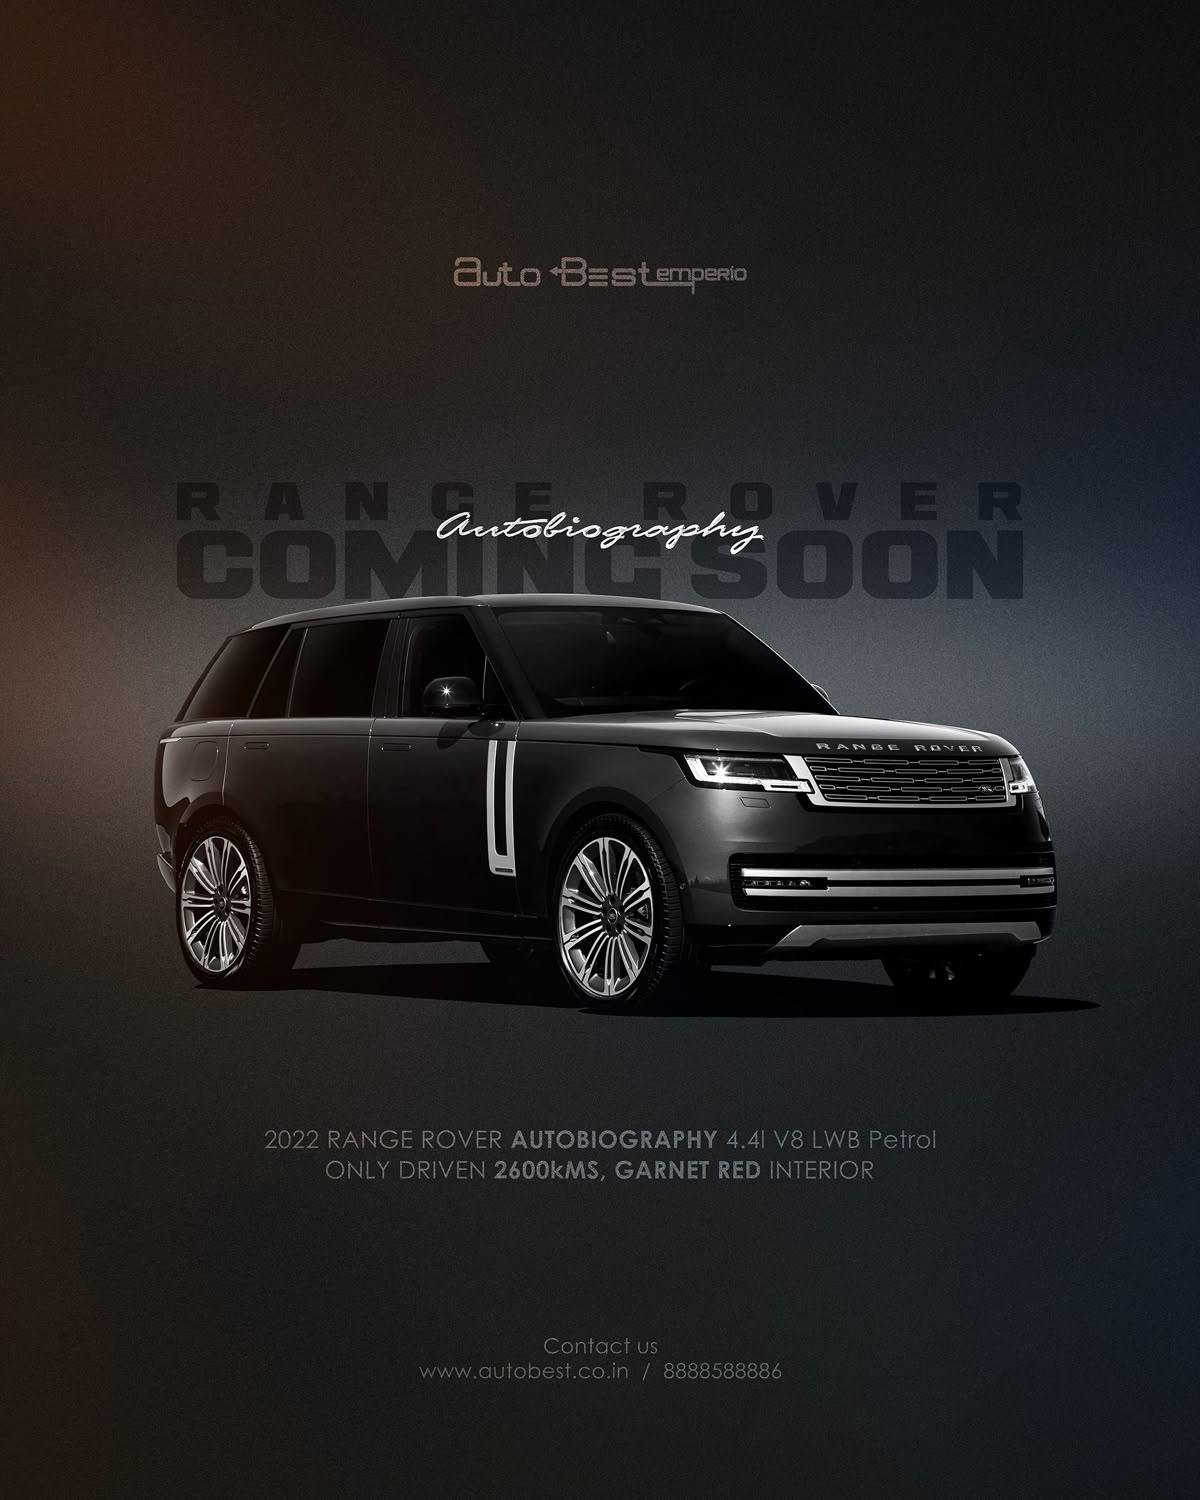 auto Best emperio
RANGE ROVER
Autobiography
COMING SOON
RANGE ROVER
2022 RANGE ROVER AUTOBIOGRAPHY 4.4l V8 LWB Petrol
ONLY DRIVEN 2600kMS, GARNET RED INTERIOR
Contact us
www.autobest.co.in / 8888588886